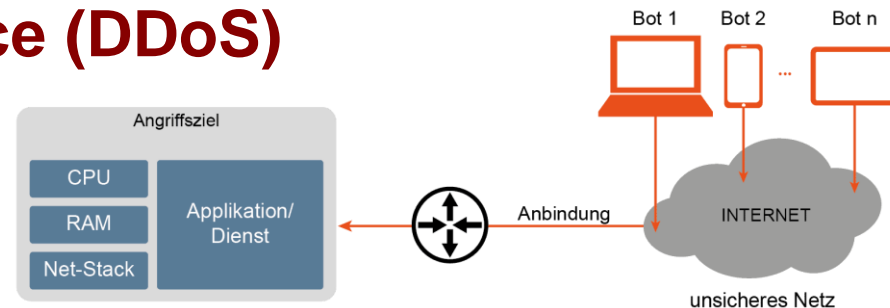 ce (DDoS)
Bot 1
Bot 2
Bot n
...
Angriffsziel
CPU
RAM
Net-Stack
Applikation/
Dienst
Anbindung
INTERNET
unsicheres Netz